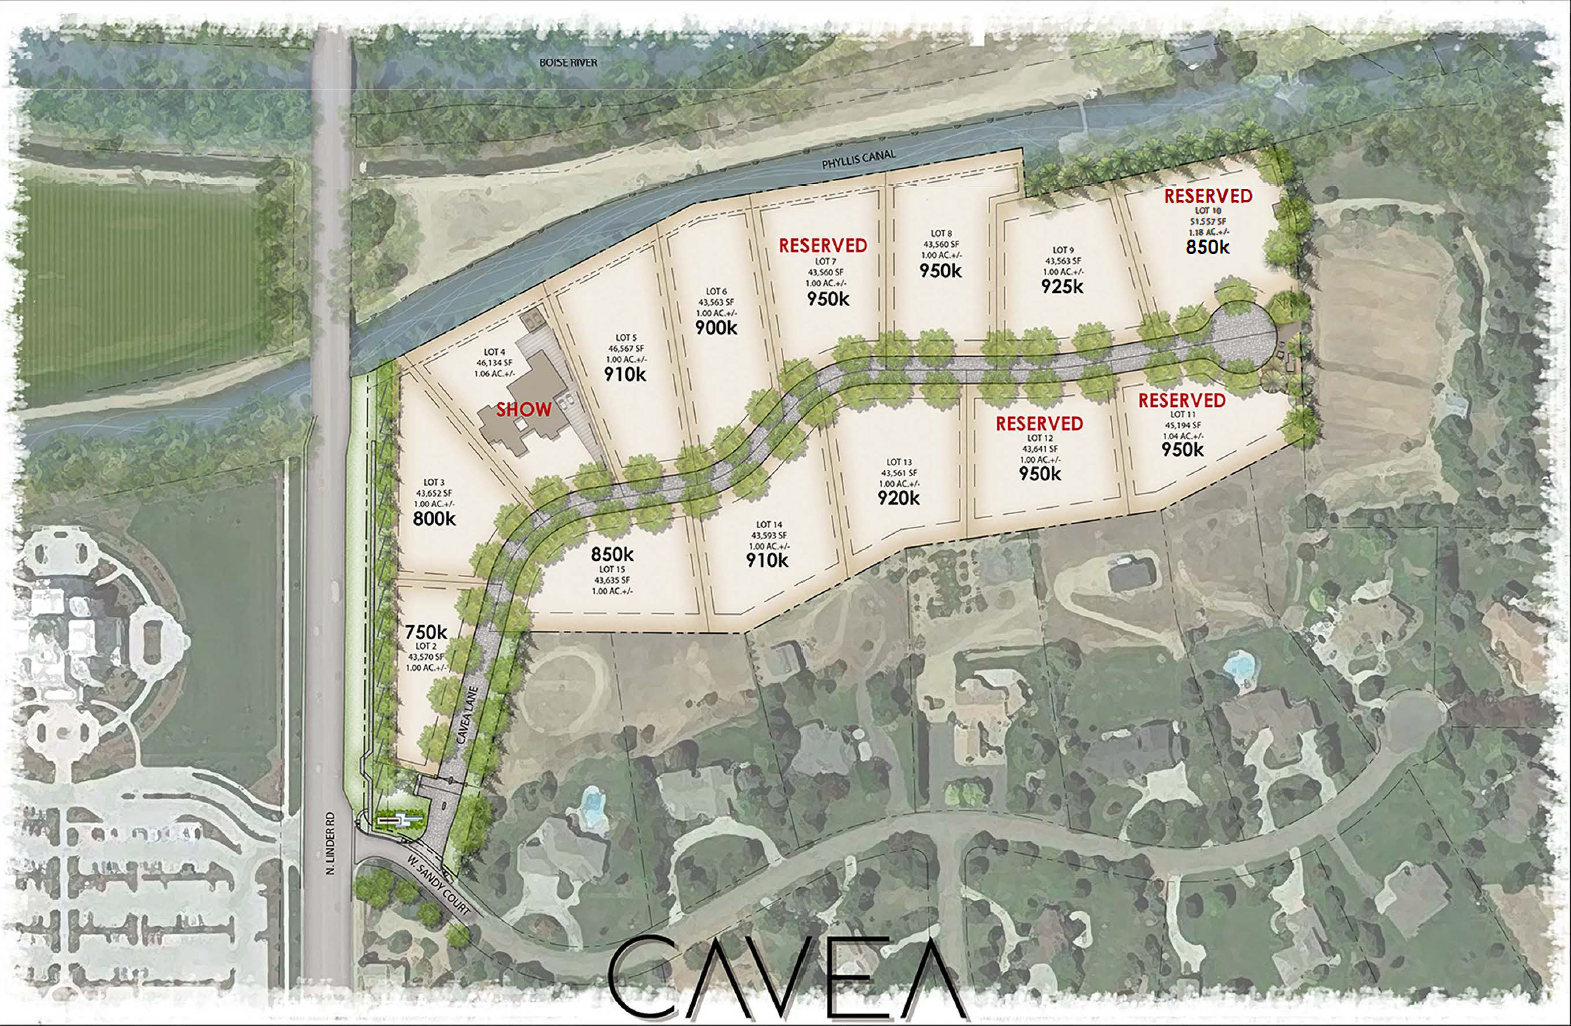 BOISE RIVER
PHYLLIS CANAL
RESERVED
LOT 10
51,557 SF
1.18 AC.+/-
850k
LOT 9
43,563 SF
1.00 AC.+/-
925k
LOT 8
43,560 SF
1.00 AC.+/-
950k
RESERVED
LOT 7
43,560 SF
1.00 AC.+/-
950k
LOT 6
43,563 SF
1.00 AC.+/-
900k
LOT 5
46,567 SF
1.00 AC.+/-
910k
LOT 4
46,134 SF
1.06 AC.+/-
SHOW
LOT 3
43,652 SF
1.00 AC.+/-
800k
750k
LOT 2
43,570 SF
1.00 AC.+/-
850k
LOT 15
43,635 SF
1.00 AC.+/-
LOT 14
43,593 SF
1.00 AC.+/-
910k
LOT 13
43,561 SF
1.00 AC.+/-
920k
RESERVED
LOT 12
43,641 SF
1.00 AC.+/-
950k
RESERVED
LOT 11
45,194 SF
1.04 AC.+/-
950k
CAVEA LANE
N. LINDER RD
W. SANDY COURT
CAVEA